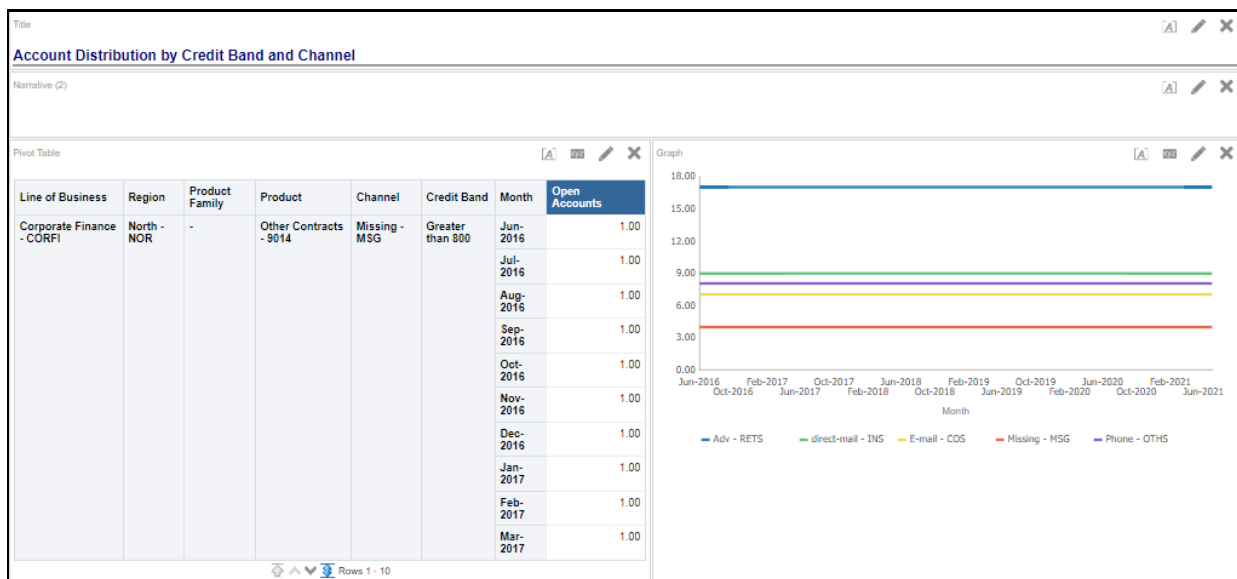 Title
[A]
Account Distribution by Credit Band and Channel
Narrative (2)
[A]
Pivot Table
[A] xyz
Line of Business Region Product Family Product Channel Credit Band Month Open Accounts
Corporate Finance - CORFI North - NOR - Other Contracts - 9014 Missing - MSG Greater than 800 Jun-2016 1.00
Jul-2016 1.00
Aug-2016 1.00
Sep-2016 1.00
Oct-2016 1.00
Nov-2016 1.00
Dec-2016 1.00
Jan-2017 1.00
Feb-2017 1.00
Mar-2017 1.00
Rows 1 - 10
Graph
[A] xyz
18.00
15.00
12.00
9.00
6.00
3.00
0.00
Jun-2016 Feb-2017 Oct-2017 Jun-2018 Feb-2019 Oct-2019 Jun-2020 Feb-2021
Oct-2016 Jun-2017 Feb-2018 Oct-2018 Jun-2019 Feb-2020 Oct-2020 Jun-2021
Month
Adv - RETS direct-mail - INS E-mail - COS Missing - MSG Phone - OTHS